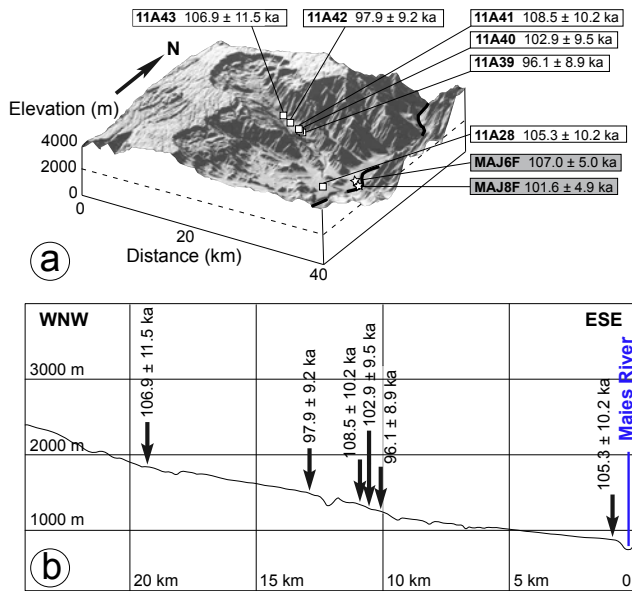 11A43 106.9 ± 11.5 ka
11A42 97.9 ± 9.2 ka
11A41 108.5 ± 10.2 ka
11A40 102.9 ± 9.5 ka
11A39 96.1 ± 8.9 ka
N
Elevation (m)
4000
2000
0
11A28 105.3 ± 10.2 ka
MAJ6F 107.0 ± 5.0 ka
MAJ8F 101.6 ± 4.9 ka
0
20
40
Distance (km)
a
WNW
ESE
3000 m
2000 m
1000 m
106.9 ± 11.5 ka
97.9 ± 9.2 ka
108.5 ± 10.2 ka
102.9 ± 9.5 ka
96.1 ± 8.9 ka
105.3 ± 10.2 ka
Majes River
b
20 km
15 km
10 km
5 km
0